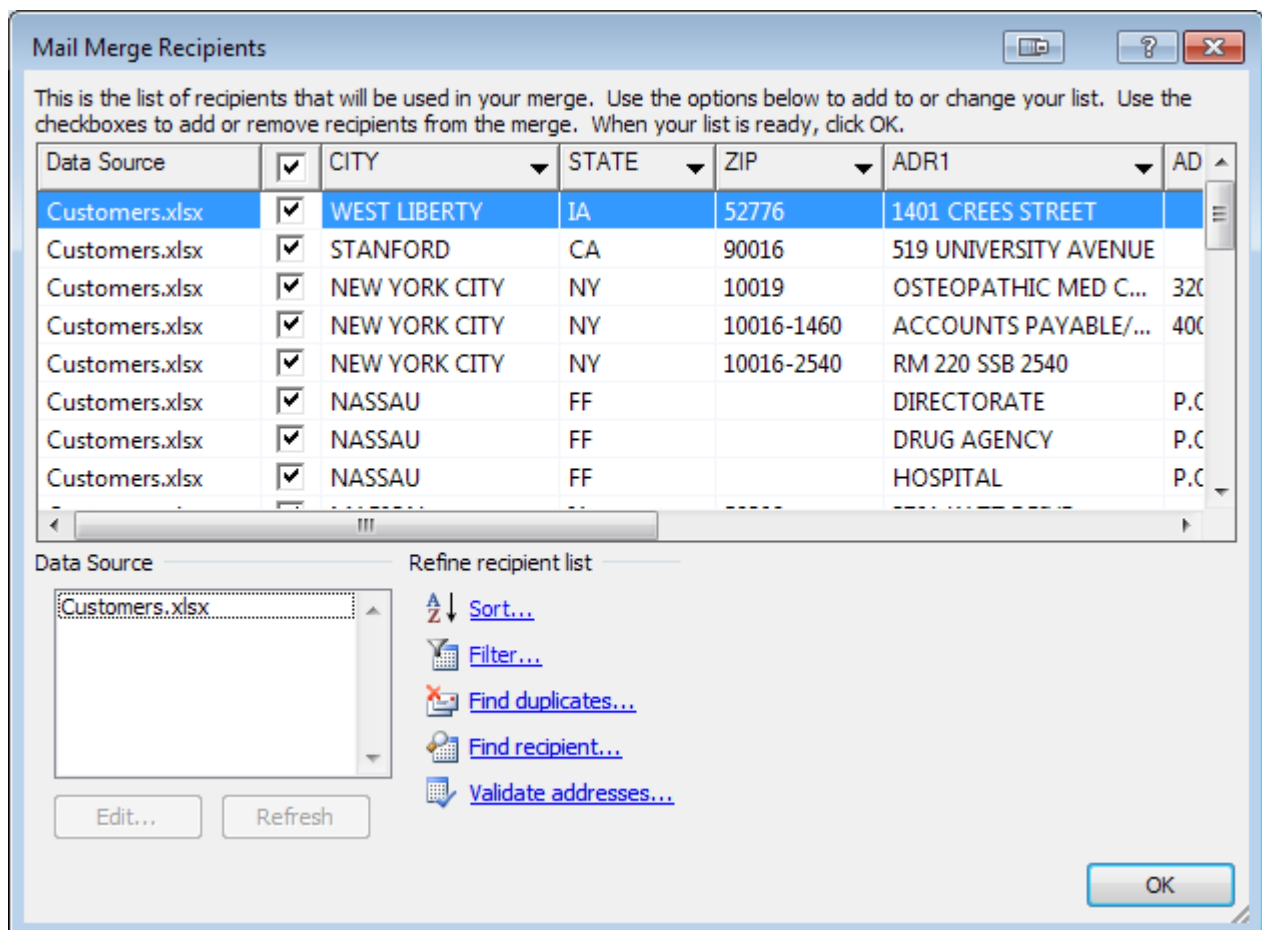 Mail Merge Recipients
This is the list of recipients that will be used in your merge. Use the options below to add to or change your list. Use the
checkboxes to add or remove recipients from the merge. When your list is ready, click OK.
Data Source CITY STATE ZIP ADR1 AD
Customers.xlsx WEST LIBERTY IA 52776 1401 CREES STREET
Customers.xlsx STANFORD CA 90016 519 UNIVERSITY AVENUE
Customers.xlsx NEW YORK CITY NY 10019 OSTEOPATHIC MED C... 320
Customers.xlsx NEW YORK CITY NY 10016-1460 ACCOUNTS PAYABLE/... 400
Customers.xlsx NEW YORK CITY NY 10016-2540 RM 220 SSB 2540
Customers.xlsx NASSAU FF DIRECTORATE P.O
Customers.xlsx NASSAU FF DRUG AGENCY P.O
Customers.xlsx NASSAU FF HOSPITAL P.O
Data Source Refine recipient list
Customers.xlsx
Sort...
Filter...
Find duplicates...
Find recipient...
Validate addresses...
Edit... Refresh
OK